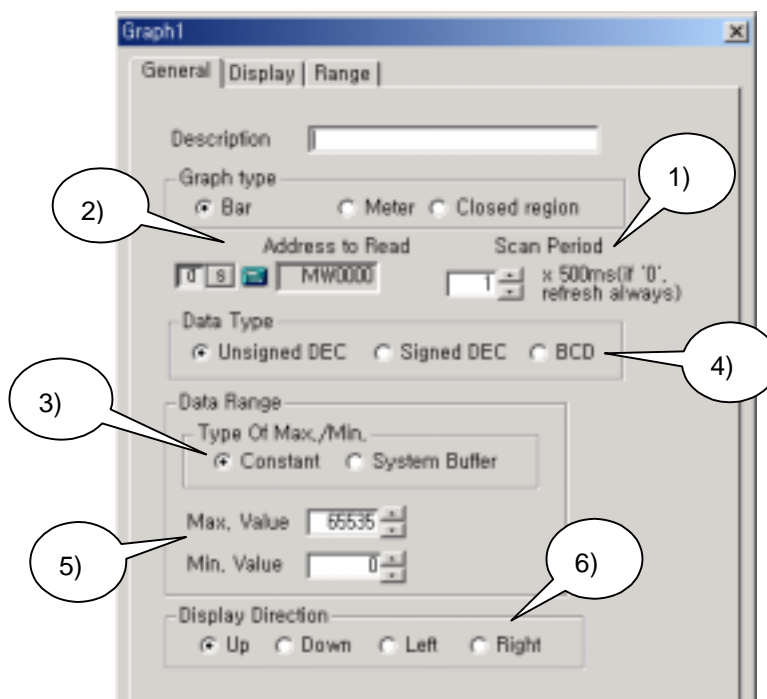 Graph1
General Display Range
Description
Graph type
1)
2)
Bar Meter Closed region
Address to Read Scan Period
0 s MW0000 1 x 500ms(if '0',
refresh always)
Data Type
Unsigned DEC Signed DEC BCD
4)
3)
Data Range
Type Of Max./Min.
Constant System Buffer
Max. Value 65535
5)
Min. Value 0
6)
Display Direction
Up Down Left Right